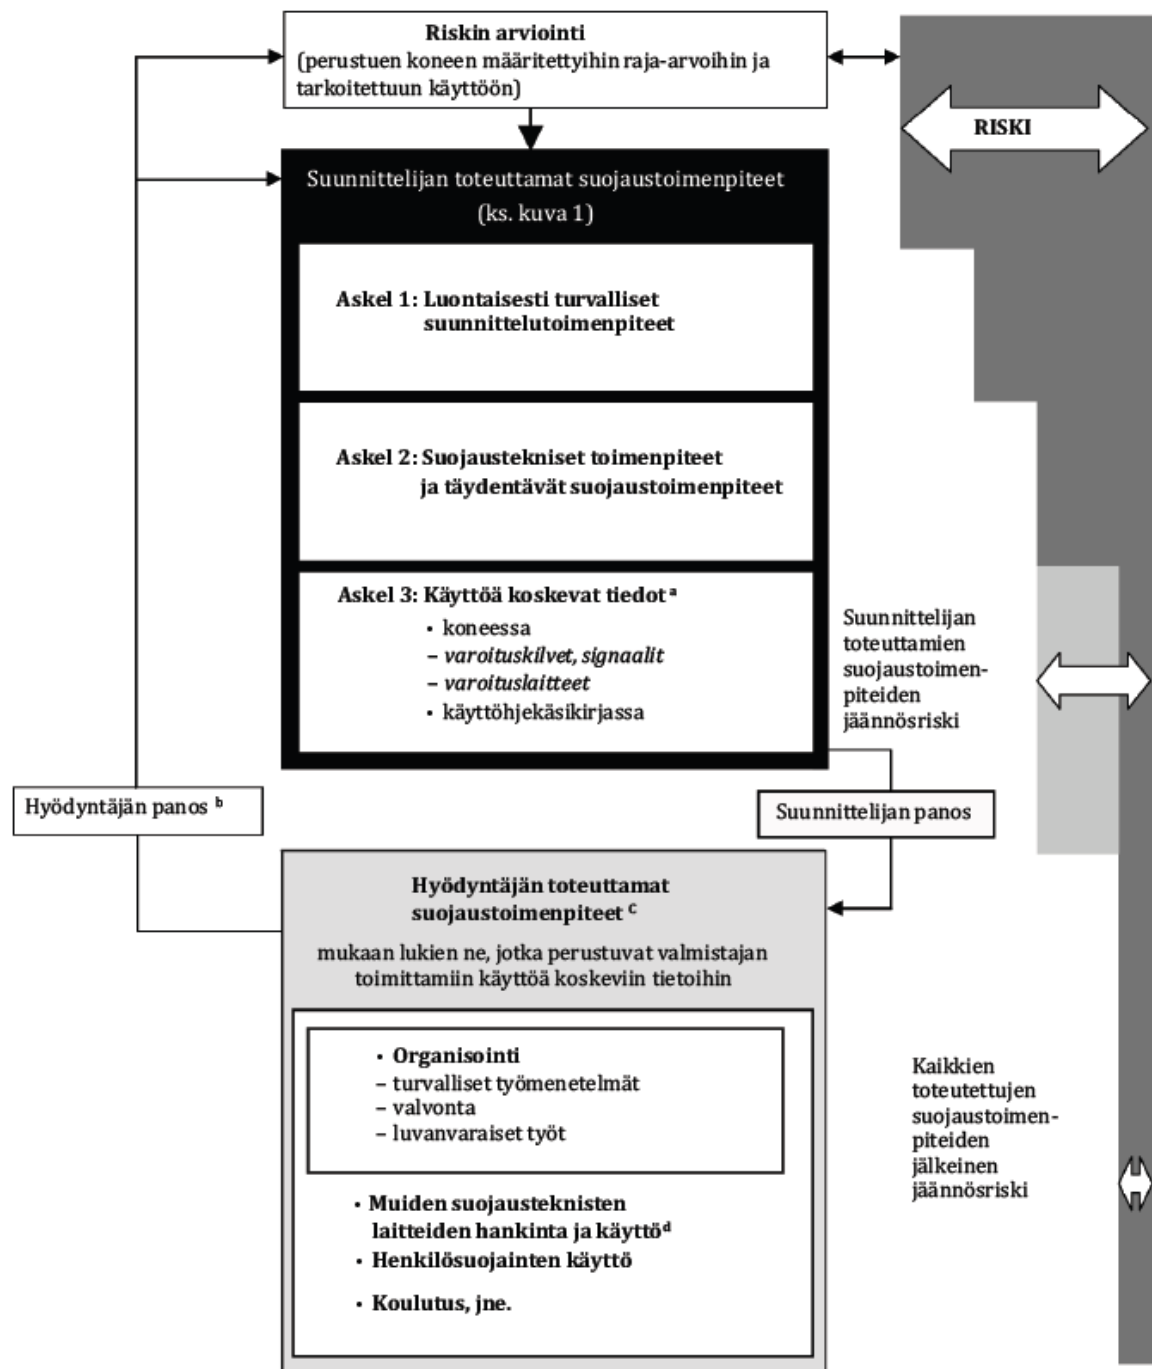 Riskin arviointi
(perustuen koneen määritettyihin raja-arvoihin ja
tarkoitettuun käyttöön)
RISKI
Suunnittelijan toteuttamat suojaustoimenpiteet
(ks. kuva 1)
Askel 1: Luontaisesti turvalliset
suunnittelutoimenpiteet
Askel 2: Suojaustekniset toimenpiteet
ja täydentävät suojaustoimenpiteet
Askel 3: Käyttöä koskevat tiedot a
• koneessa
– varoituskilvet, signaalit
– varoituslaitteet
• käyttöhjekäsikirjassa
Suunnittelijan
toteuttamien
suojaustoimen-
piteiden
jäännösriski
Hyödyntäjän panos b
Suunnittelijan panos
Hyödyntäjän toteuttamat
suojaustoimenpiteet C
mukaan lukien ne, jotka perustuvat valmistajan
toimittamiin käyttöä koskeviin tietoihin
• Organisointi
– turvalliset työmenetelmät
– valvonta
– luvanvaraiset työt
• Muiden suojausteknisten
laitteiden hankinta ja käyttö d
• Henkilösuojainten käyttö
• Koulutus, jne.
Kaikkien
toteutettujen
suojaustoimen-
piteiden
jälkeinen
jäännösriski